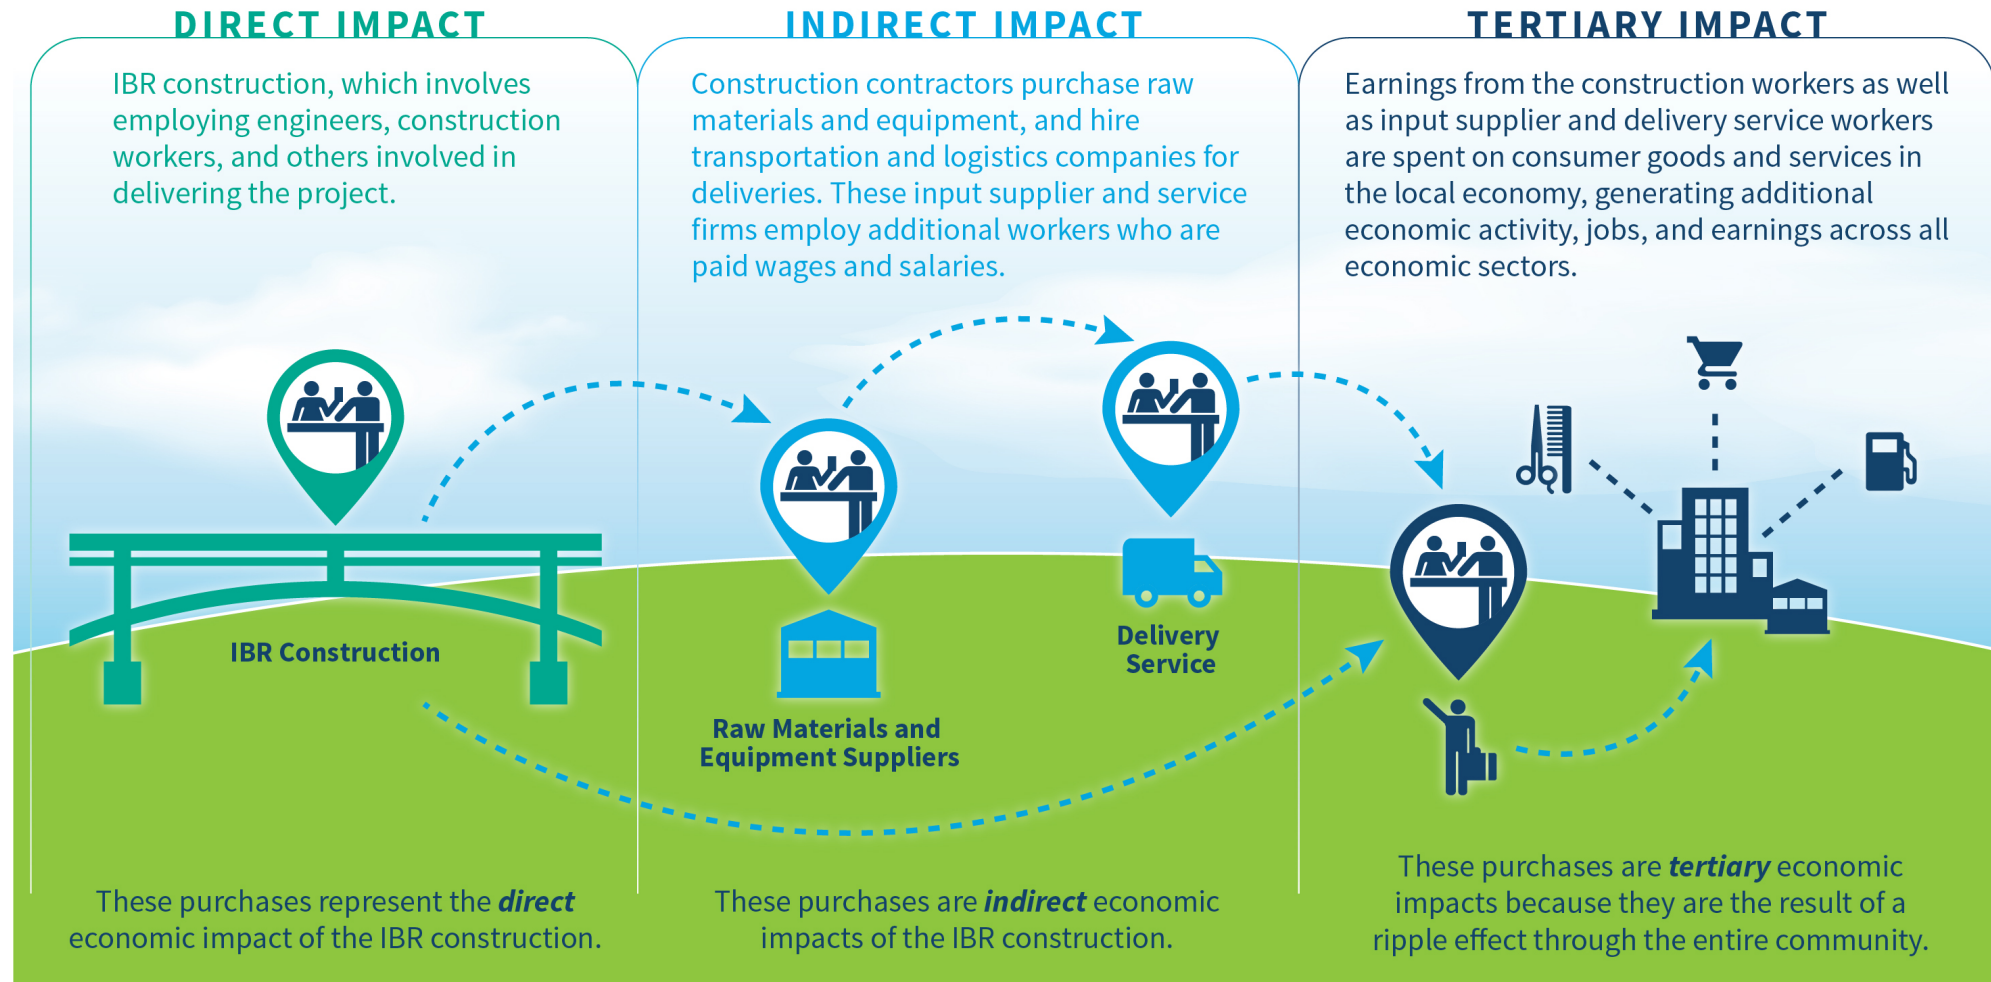 DIRECT IMPACT
IBR construction, which involves
employing engineers, construction
workers, and others involved in
delivering the project.
IBR Construction
These purchases represent the direct
economic impact of the IBR construction.
INDIRECT IMPACT
Construction contractors purchase raw
materials and equipment, and hire
transportation and logistics companies for
deliveries. These input supplier and service
firms employ additional workers who are
paid wages and salaries.
Raw Materials and
Equipment Suppliers
Delivery
Service
These purchases are indirect economic
impacts of the IBR construction.
TERTIARY IMPACT
Earnings from the construction workers as well
as input supplier and delivery service workers
are spent on consumer goods and services in
the local economy, generating additional
economic activity, jobs, and earnings across all
economic sectors.
These purchases are tertiary economic
impacts because they are the result of a
ripple effect through the entire community.